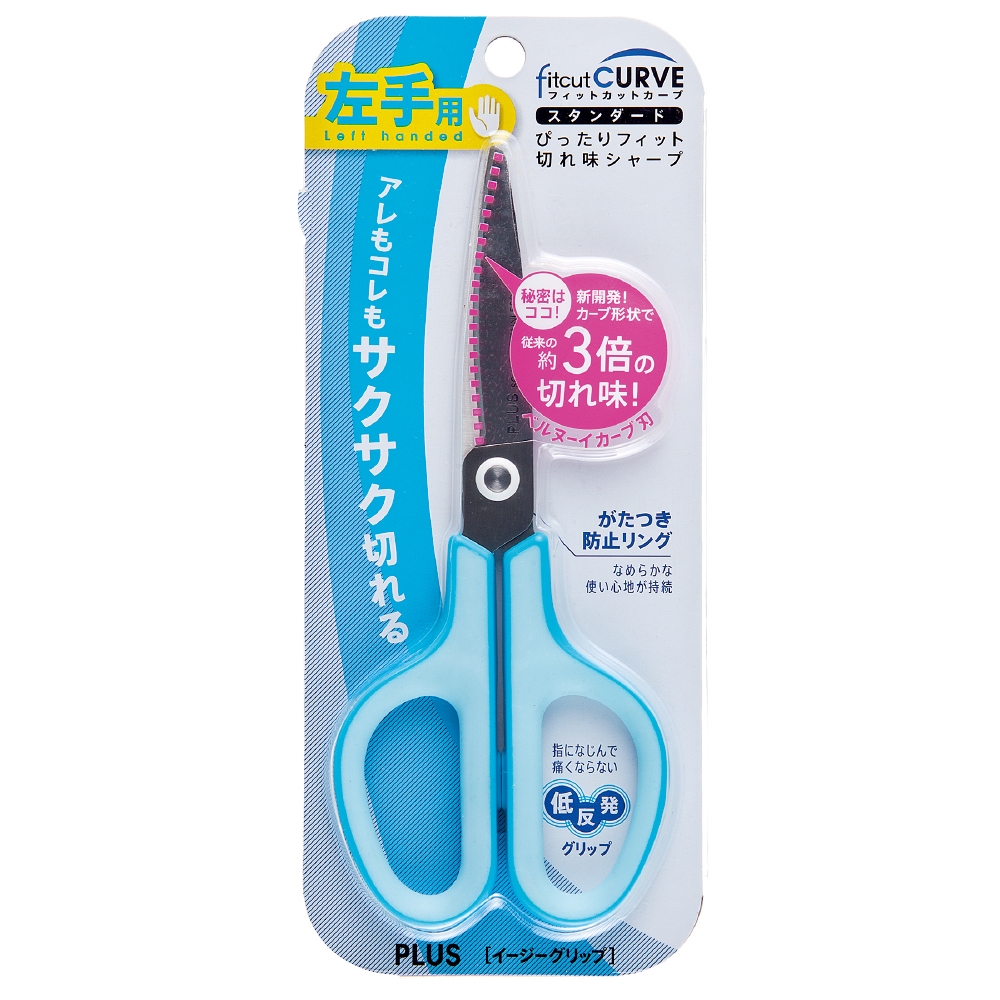 左手用
Left handed
fitcut CURVE
フィットカットカーブ
スタンダード
ぴったりフィット
切れ味シャープ
アレもコレもサクサク切れる
秘密は
ココ!
新開発!
カーブ形状で
従来の
約3倍の
切れ味!
ベルヌーイカーブ刃
PLUS
がたつき
防止リング
なめらかな
使い心地が持続
指になじんで
痛くならない
低反発
グリップ
PLUS [イージーグリップ]